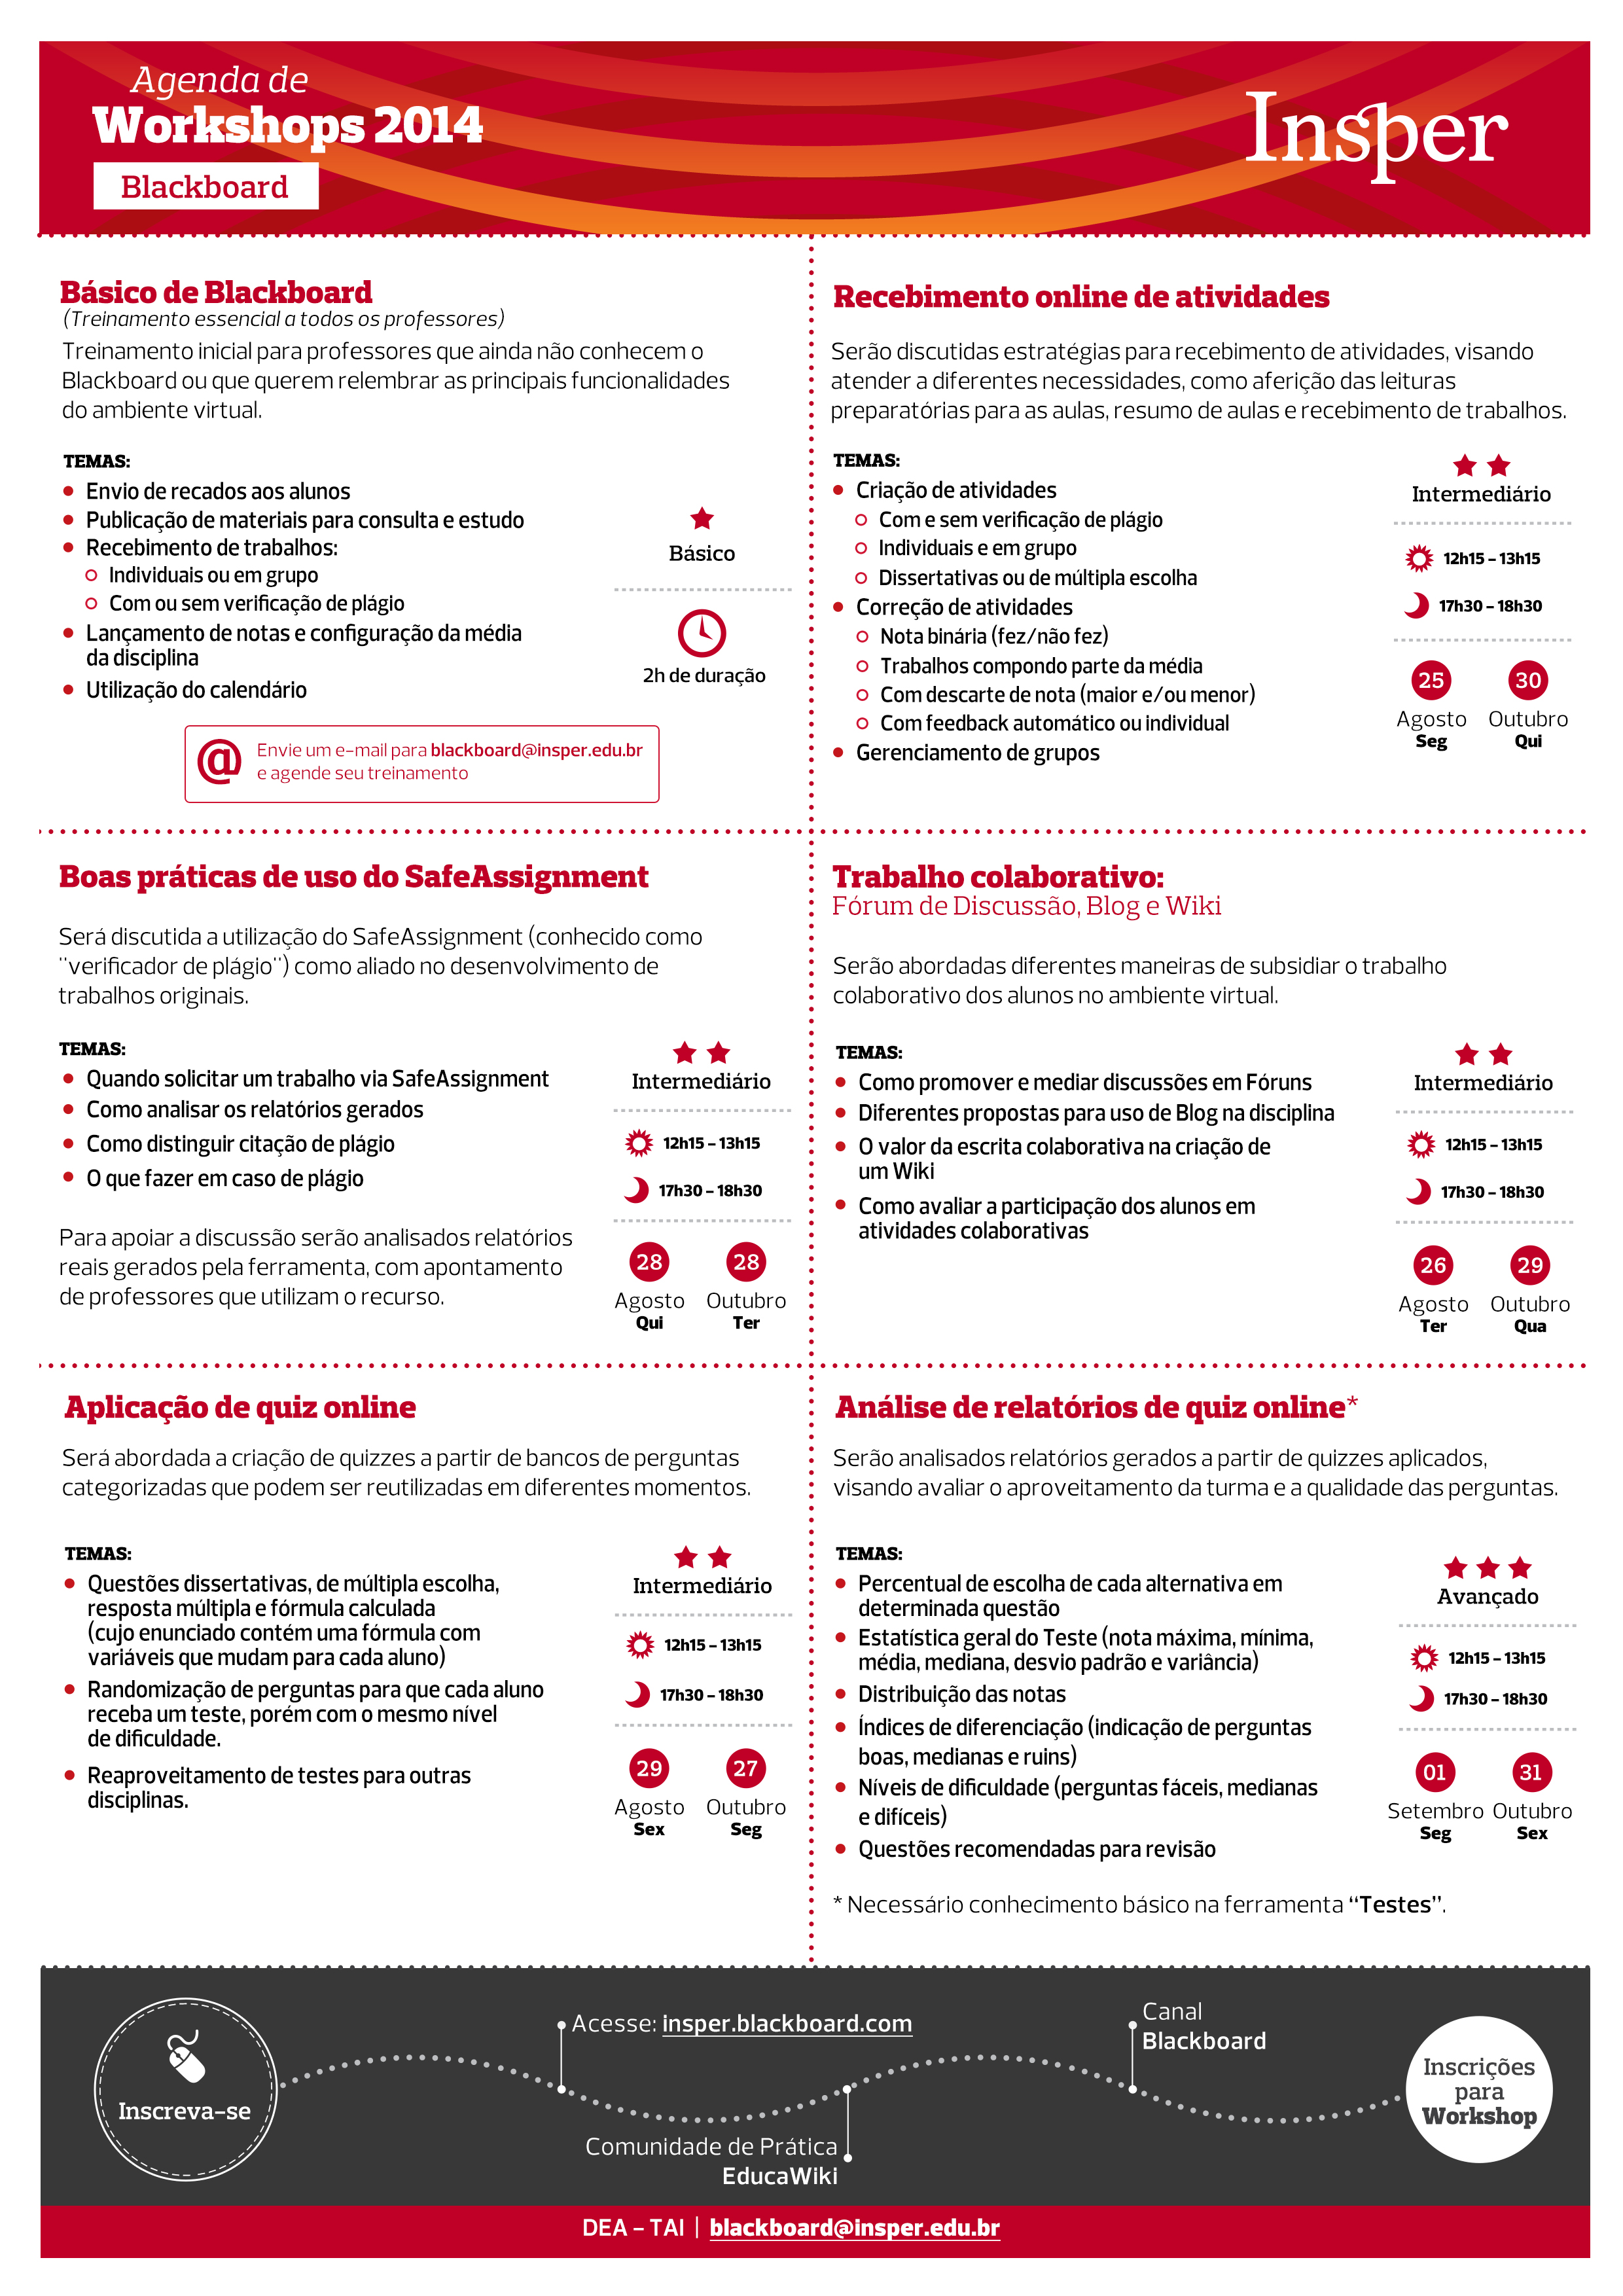 Agenda de
Workshops 2014
Blackboard
Insper
Básico de Blackboard
(Treinamento essencial a todos os professores)
Treinamento inicial para professores que ainda não conhecem o
Blackboard ou que querem relembrar as principais funcionalidades
do ambiente virtual.
TEMAS:
Envio de recados aos alunos
Publicação de materiais para consulta e estudo
Recebimento de trabalhos:
Individuais ou em grupo
Com ou sem verificação de plágio
Lançamento de notas e configuração da média
da disciplina
Utilização do calendário
Básico
2h de duração
@ Envie um e-mail para blackboard@insper.edu.br
e agende seu treinamento
Recebimento online de atividades
Serão discutidas estratégias para recebimento de atividades, visando
atender a diferentes necessidades, como aferição das leituras
preparatórias para as aulas, resumo de aulas e recebimento de trabalhos.
TEMAS:
Criação de atividades
Com e sem verificação de plágio
Individuais e em grupo
Dissertativas ou de múltipla escolha
Correção de atividades
Nota binária (fez/não fez)
Trabalhos compondo parte da média
Com descarte de nota (maior e/ou menor)
Com feedback automático ou individual
Gerenciamento de grupos
Intermediário
12h15 – 13h15
17h30 – 18h30
25 30
Agosto Outubro
Seg Qui
Boas práticas de uso do SafeAssignment
Será discutida a utilização do SafeAssignment (conhecido como
"verificador de plágio") como aliado no desenvolvimento de
trabalhos originais.
TEMAS:
Quando solicitar um trabalho via SafeAssignment
Como analisar os relatórios gerados
Como distinguir citação de plágio
O que fazer em caso de plágio
Para apoiar a discussão serão analisados relatórios
reais gerados pela ferramenta, com apontamento
de professores que utilizam o recurso.
Intermediário
12h15 – 13h15
17h30 – 18h30
28 28
Agosto Outubro
Qui Ter
Trabalho colaborativo:
Fórum de Discussão, Blog e Wiki
Serão abordadas diferentes maneiras de subsidiar o trabalho
colaborativo dos alunos no ambiente virtual.
TEMAS:
Como promover e mediar discussões em Fóruns
Diferentes propostas para uso de Blog na disciplina
O valor da escrita colaborativa na criação de
um Wiki
Como avaliar a participação dos alunos em
atividades colaborativas
Intermediário
12h15 – 13h15
17h30 – 18h30
26 29
Agosto Outubro
Ter Qua
Aplicação de quiz online
Será abordada a criação de quizzes a partir de bancos de perguntas
categorizadas que podem ser reutilizadas em diferentes momentos.
TEMAS:
Questões dissertativas, de múltipla escolha,
resposta múltipla e fórmula calculada
(cujo enunciado contém uma fórmula com
variáveis que mudam para cada aluno)
Randomização de perguntas para que cada aluno
receba um teste, porém com o mesmo nível
de dificuldade.
Reaproveitamento de testes para outras
disciplinas.
Intermediário
12h15 – 13h15
17h30 – 18h30
29 27
Agosto Outubro
Sex Seg
Análise de relatórios de quiz online*
Serão analisados relatórios gerados a partir de quizzes aplicados,
visando avaliar o aproveitamento da turma e a qualidade das perguntas.
TEMAS:
Percentual de escolha de cada alternativa em
determinada questão
Estatística geral do Teste (nota máxima, mínima,
média, mediana, desvio padrão e variância)
Distribuição das notas
Índices de diferenciação (indicação de perguntas
boas, medianas e ruins)
Níveis de dificuldade (perguntas fáceis, medianas
e difíceis)
Questões recomendadas para revisão
Avançado
12h15 – 13h15
17h30 – 18h30
01 31
Setembro Outubro
Seg Sex
* Necessário conhecimento básico na ferramenta “Testes”.
Inscreva-se
Acesse: insper.blackboard.com
Comunidade de Prática
EducaWiki
Canal
Blackboard
Inscrições
para
Workshop
DEA – TAI | blackboard@insper.edu.br